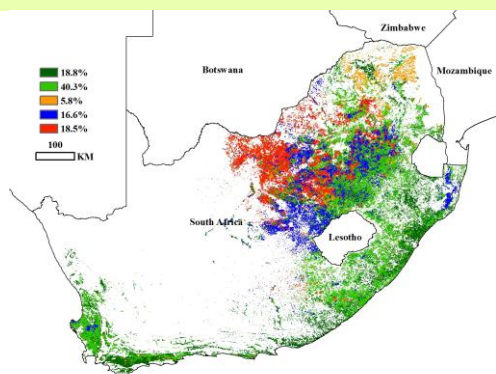 Zimbabwe
Botswana
Mozambique
18.8%
40.3%
5.8%
16.6%
18.5%
100
KM
South Africa
Lesotho